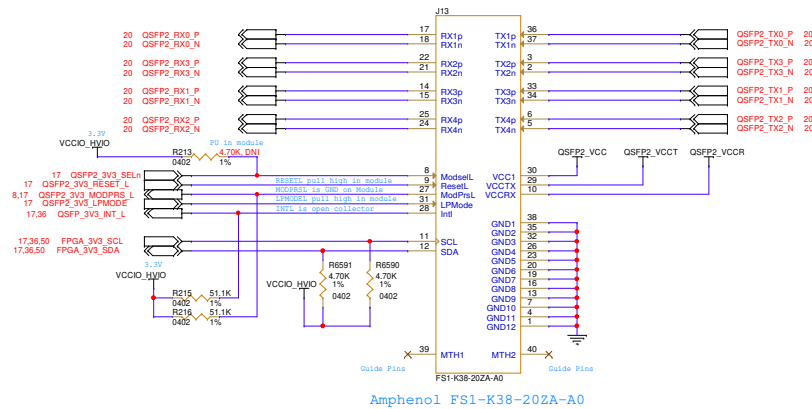 J13
20 QSFP2_RX0_P 17 RX1p TX1p 36 QSFP2_TX0_P 20
20 QSFP2_RX0_N 18 RX1n TX1n 37 QSFP2_TX0_N 20
20 QSFP2_RX3_P 22 RX2p TX2p 3 QSFP2_TX3_P 20
20 QSFP2_RX3_N 21 RX2n TX2n 2 QSFP2_TX3_N 20
20 QSFP2_RX1_P 14 RX3p TX3p 33 QSFP2_TX1_P 20
20 QSFP2_RX1_N 15 RX3n TX3n 34 QSFP2_TX1_N 20
20 QSFP2_RX2_P 25 RX4p TX4p 6 QSFP2_TX2_P 20
20 QSFP2_RX2_N 24 RX4n TX4n 5 QSFP2_TX2_N 20
3.3V
VCCIO_HVIO
PU in module
R213 4.70K, DNI
0402 1%
QSFP2_VCC QSFP2_VCCT QSFP2_VCCR
17 QSFP2_3V3_SELn 8 ModselL VCC1 30
RESETL pull high in module
17 QSFP2_3V3_RESET_L 9 ResetL VCCTX 29
MODPRSL is GND on Module
8,17 QSFP2_3V3_MODPRS_L 27 ModPrsL VCCRX 10
LPMODEL pull high in module
17 QSFP2_3V3_LPMODE 31 LPMode
INTL is open collector
17,36 QSFP_3V3_INT_L 28 Intl
38 GND1
35 GND2
32 GND3
26 GND4
23 GND5
20 GND6
19 GND7
16 GND8
13 GND9
7 GND10
4 GND11
1 GND12
17,36,50 FPGA_3V3_SCL 11 SCL
17,36,50 FPGA_3V3_SDA 12 SDA
3.3V
VCCIO_HVIO
R6591
4.70K
1%
0402
R6590
4.70K
1%
0402
VCCIO_HVIO
R215 51.1K
0402 1%
R216 51.1K
0402 1%
39 MTH1 MTH2 40
Guide Pins Guide Pins
FS1-K38-20ZA-A0
Amphenol FS1-K38-20ZA-A0